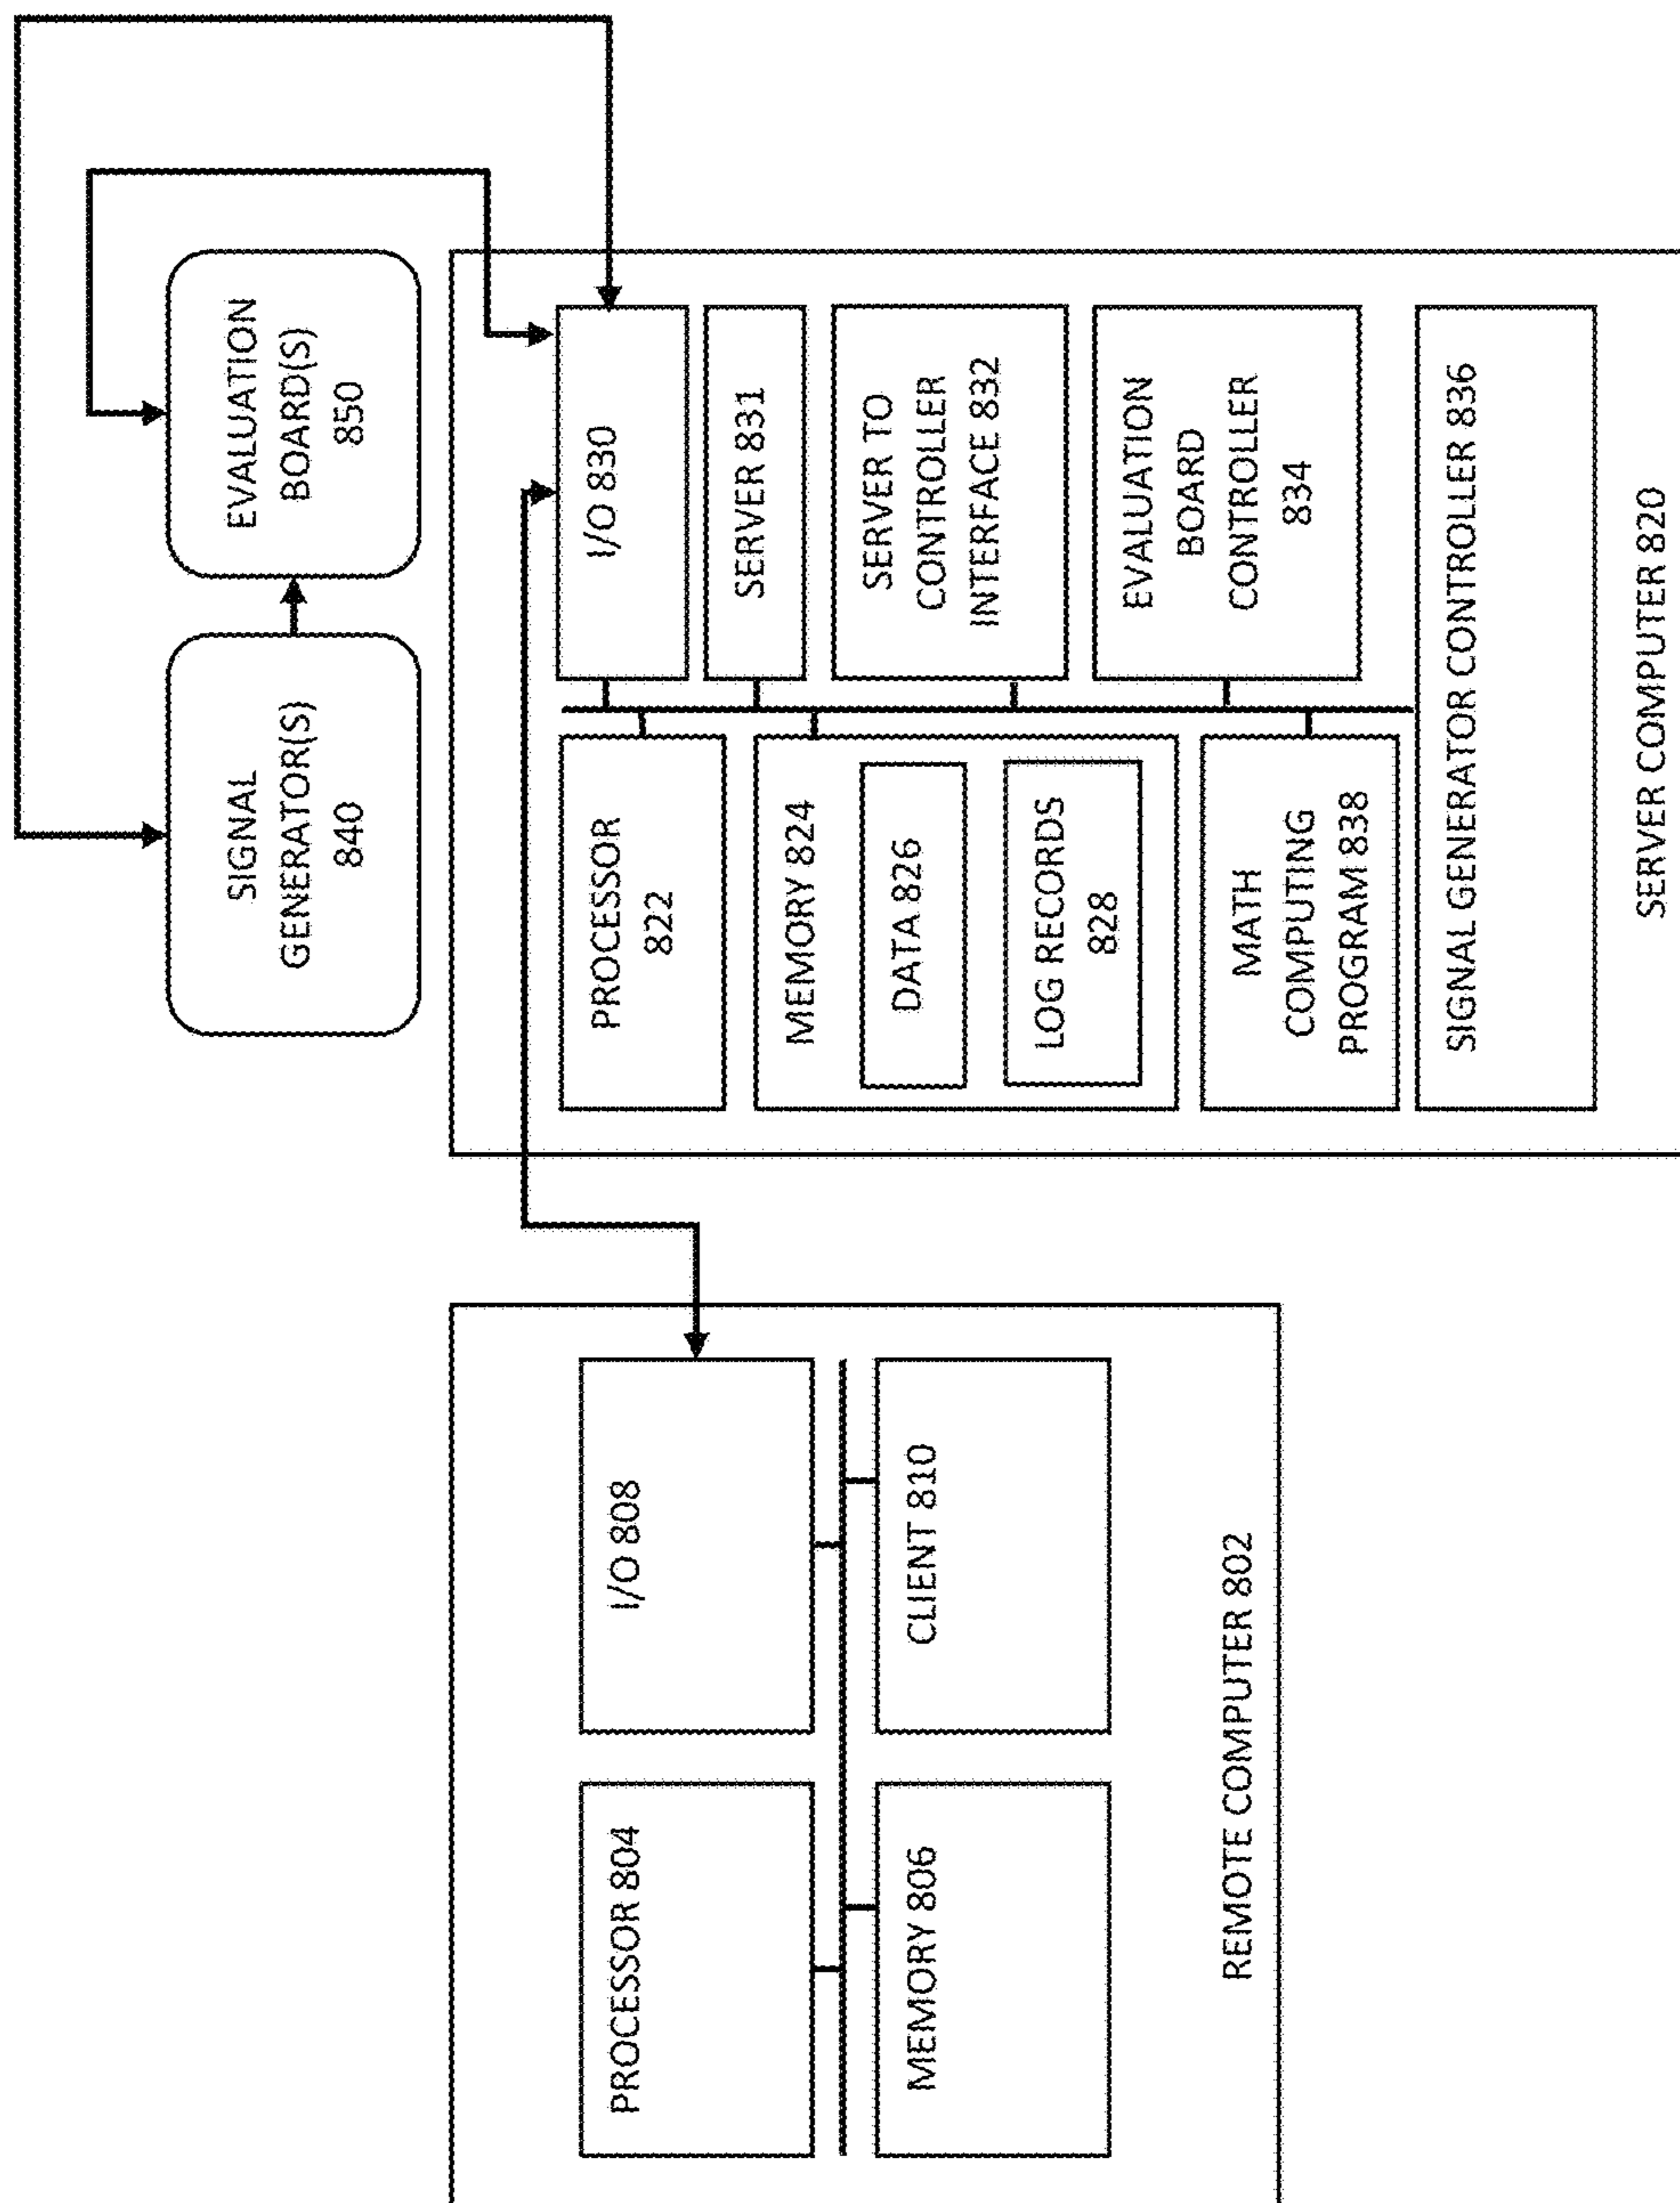 SIGNAL
GENERATOR(S)
840
EVALUATION
BOARD(S)
850
PROCESSOR 804
I/O 808
MEMORY 806
CLIENT 810
REMOTE COMPUTER 802
PROCESSOR
822
MEMORY 824
DATA 826
LOG RECORDS
828
MATH
COMPUTING
PROGRAM 838
I/O 830
SERVER 831
SERVER TO
CONTROLLER
INTERFACE 832
EVALUATION
BOARD
CONTROLLER
834
SIGNAL GENERATOR CONTROLLER 836
SERVER COMPUTER 820